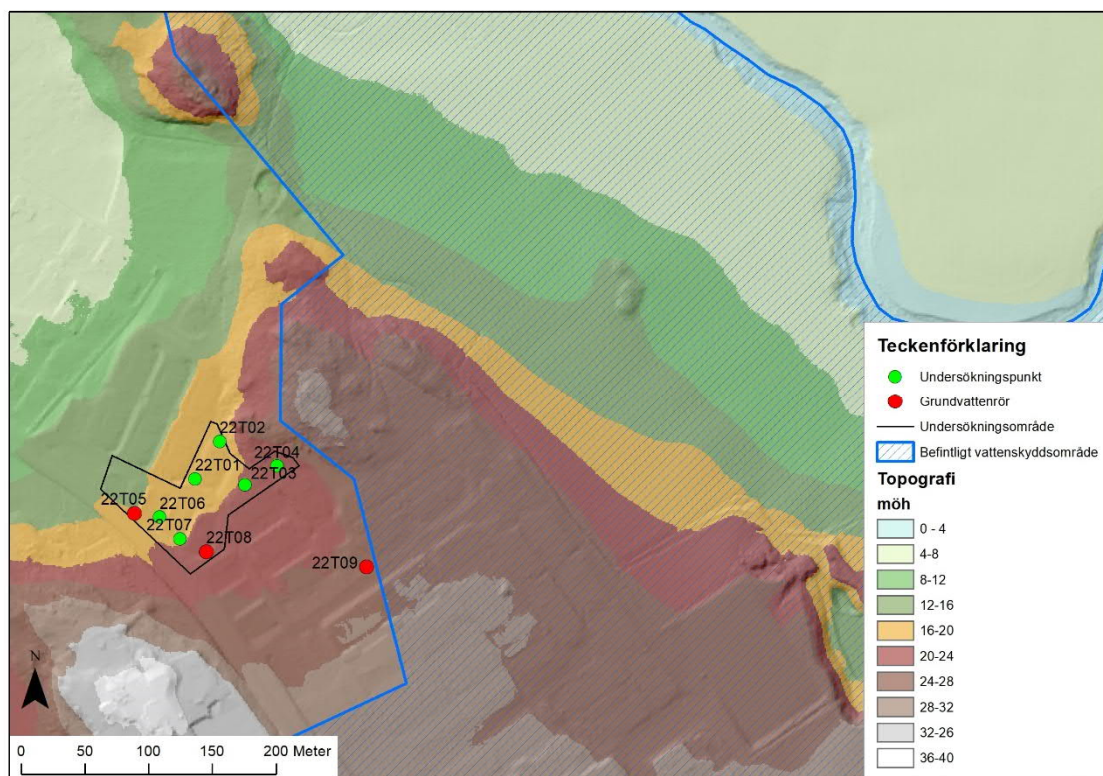 22T02
22T04
22T01
22T03
22T05
22T06
22T07
22T08
22T09
N
0 50 100 150 200 Meter
Teckenförklaring
Undersökningspunkt
Grundvattenrör
Undersökningsområde
Befintligt vattenskyddsområde
Topografi
möh
0 - 4
4-8
8-12
12-16
16-20
20-24
24-28
28-32
32-26
36-40